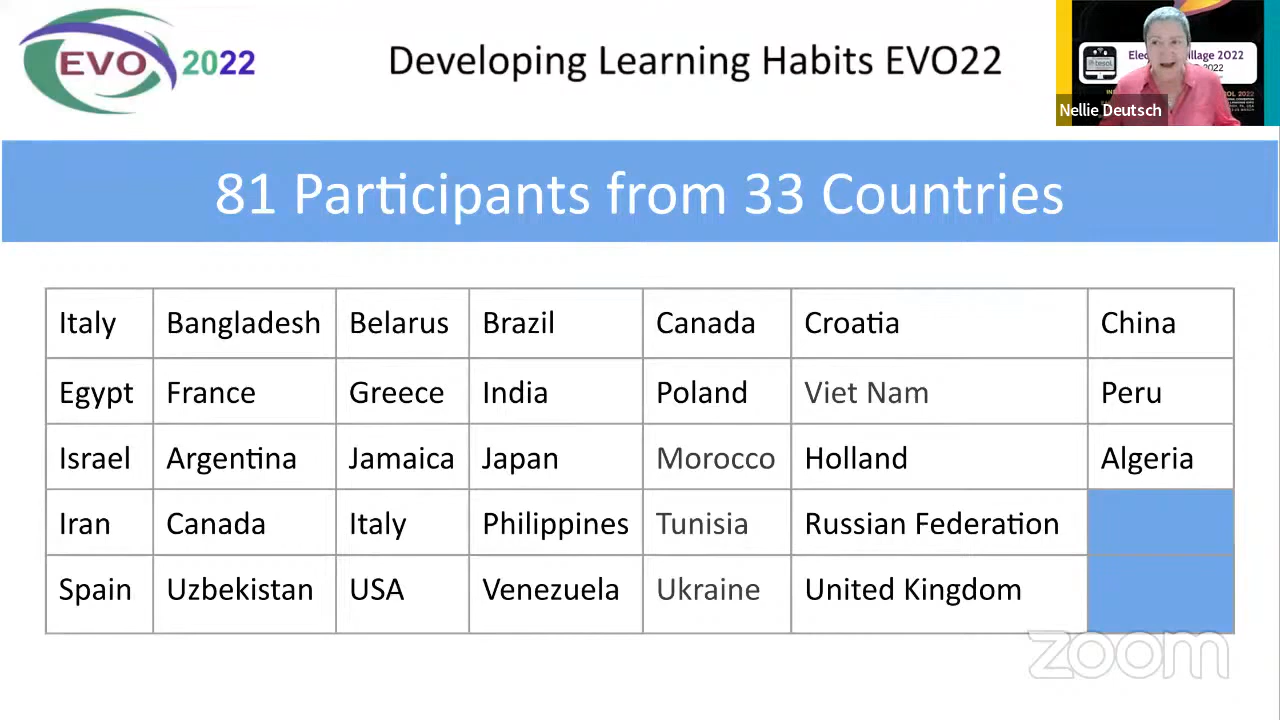 EVO 2022
Developing Learning Habits EVO22
Nellie Deutsch
81 Participants from 33 Countries
Italy Bangladesh Belarus Brazil Canada Croatia China
Egypt France Greece India Poland Viet Nam Peru
Israel Argentina Jamaica Japan Morocco Holland Algeria
Iran Canada Italy Philippines Tunisia Russian Federation
Spain Uzbekistan USA Venezuela Ukraine United Kingdom
zoom